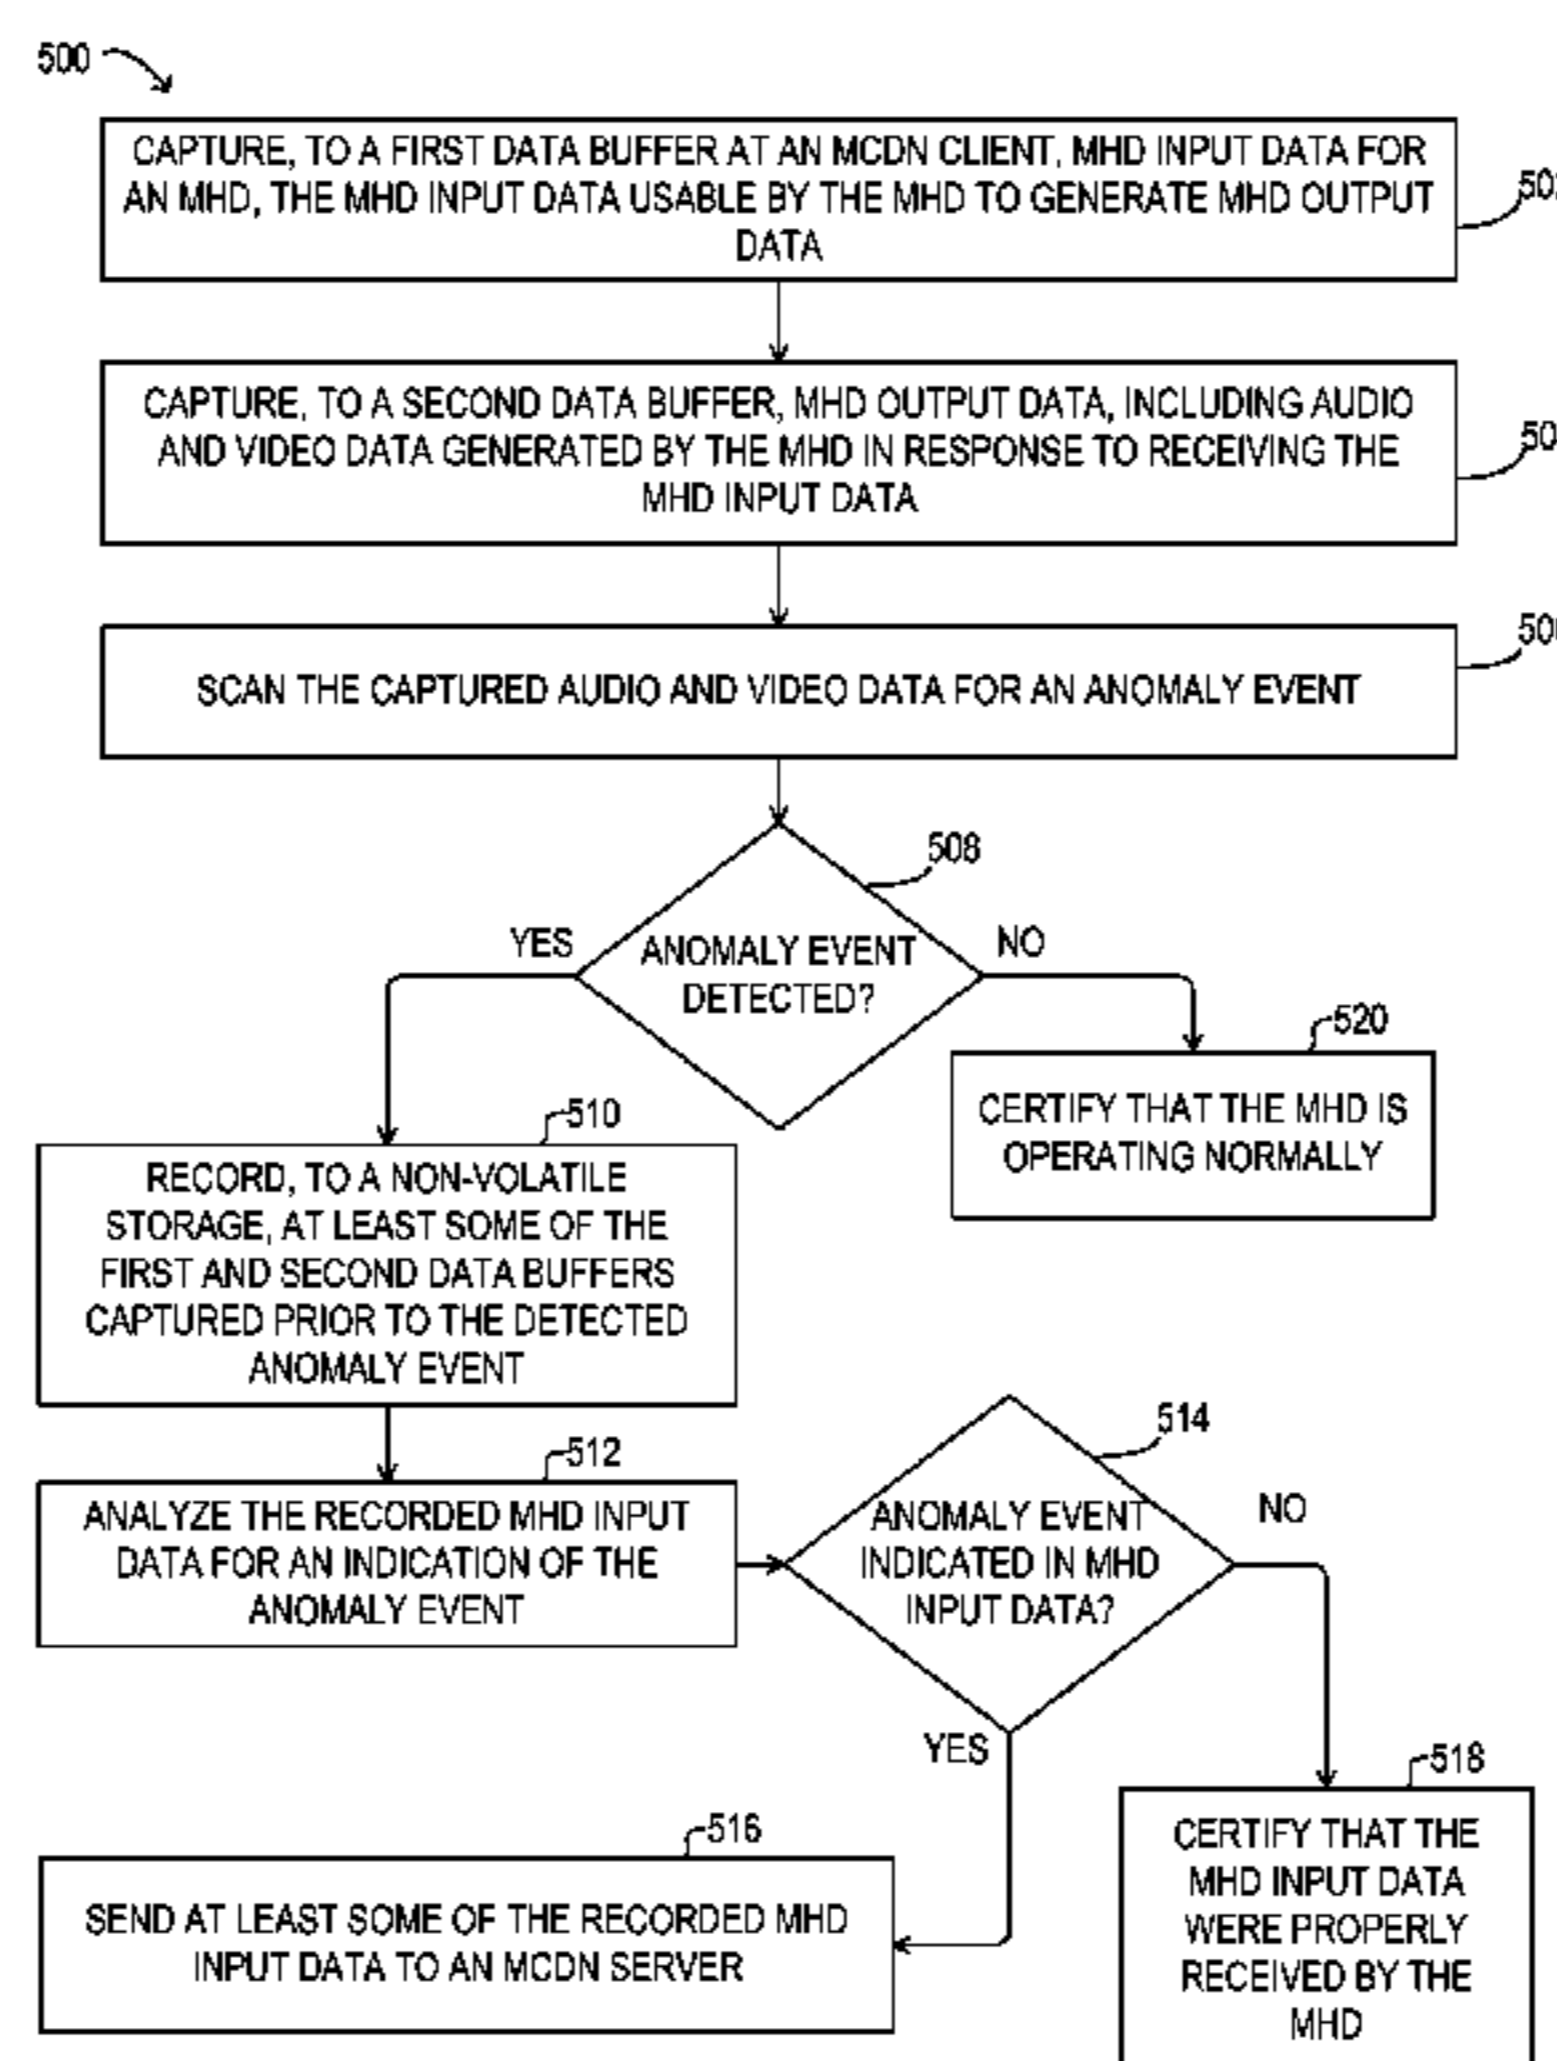 500
CAPTURE, TO A FIRST DATA BUFFER AT AN MCDN CLIENT, MHD INPUT DATA FOR
AN MHD, THE MHD INPUT DATA USABLE BY THE MHD TO GENERATE MHD OUTPUT
DATA
CAPTURE, TO A SECOND DATA BUFFER, MHD OUTPUT DATA, INCLUDING AUDIO
AND VIDEO DATA GENERATED BY THE MHD IN RESPONSE TO RECEIVING THE
MHD INPUT DATA
SCAN THE CAPTURED AUDIO AND VIDEO DATA FOR AN ANOMALY EVENT
508
YES
ANOMALY EVENT
DETECTED?
NO
520
CERTIFY THAT THE MHD IS
OPERATING NORMALLY
510
RECORD, TO A NON-VOLATILE
STORAGE, AT LEAST SOME OF THE
FIRST AND SECOND DATA BUFFERS
CAPTURED PRIOR TO THE DETECTED
ANOMALY EVENT
512
ANALYZE THE RECORDED MHD INPUT
DATA FOR AN INDICATION OF THE
ANOMALY EVENT
514
ANOMALY EVENT
INDICATED IN MHD
INPUT DATA?
NO
YES
516
SEND AT LEAST SOME OF THE RECORDED MHD
INPUT DATA TO AN MCDN SERVER
518
CERTIFY THAT THE
MHD INPUT DATA
WERE PROPERLY
RECEIVED BY THE
MHD